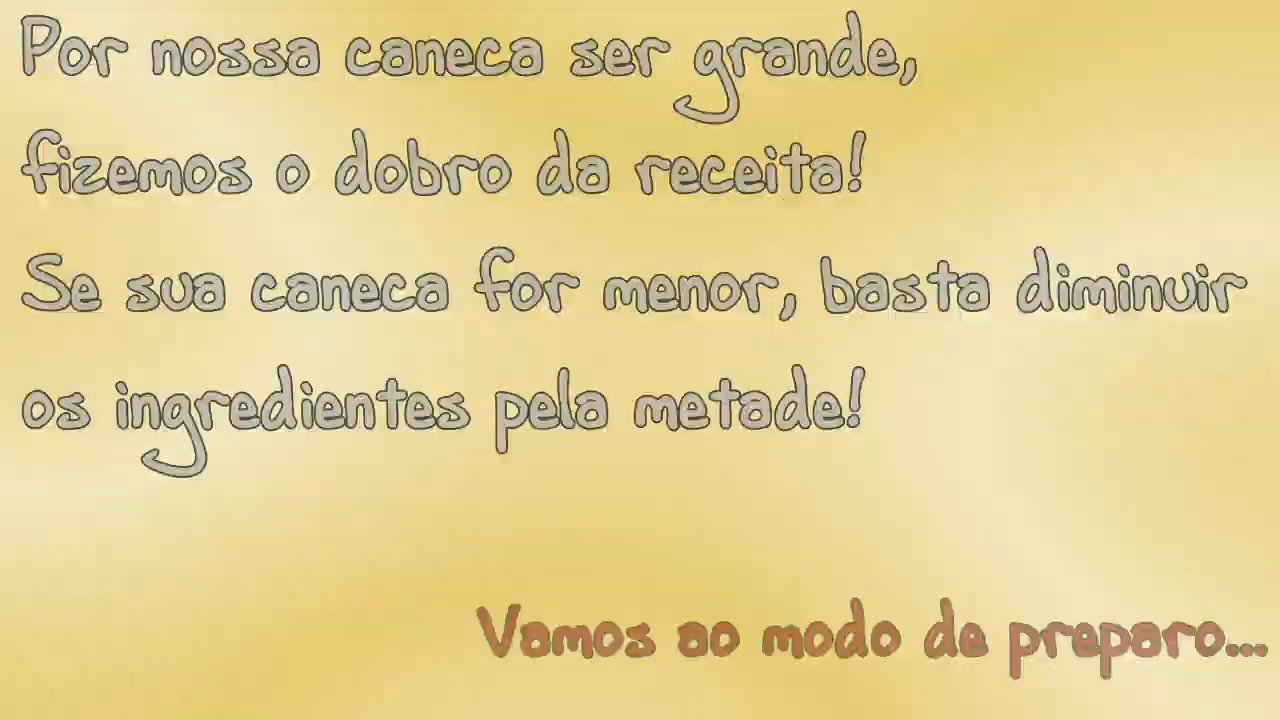 Por nossa caneca ser grande,
fizemos o dobro da receita!
Se sua caneca for menor, basta diminuir
os ingredientes pela metade!
Vamos ao modo de preparo...